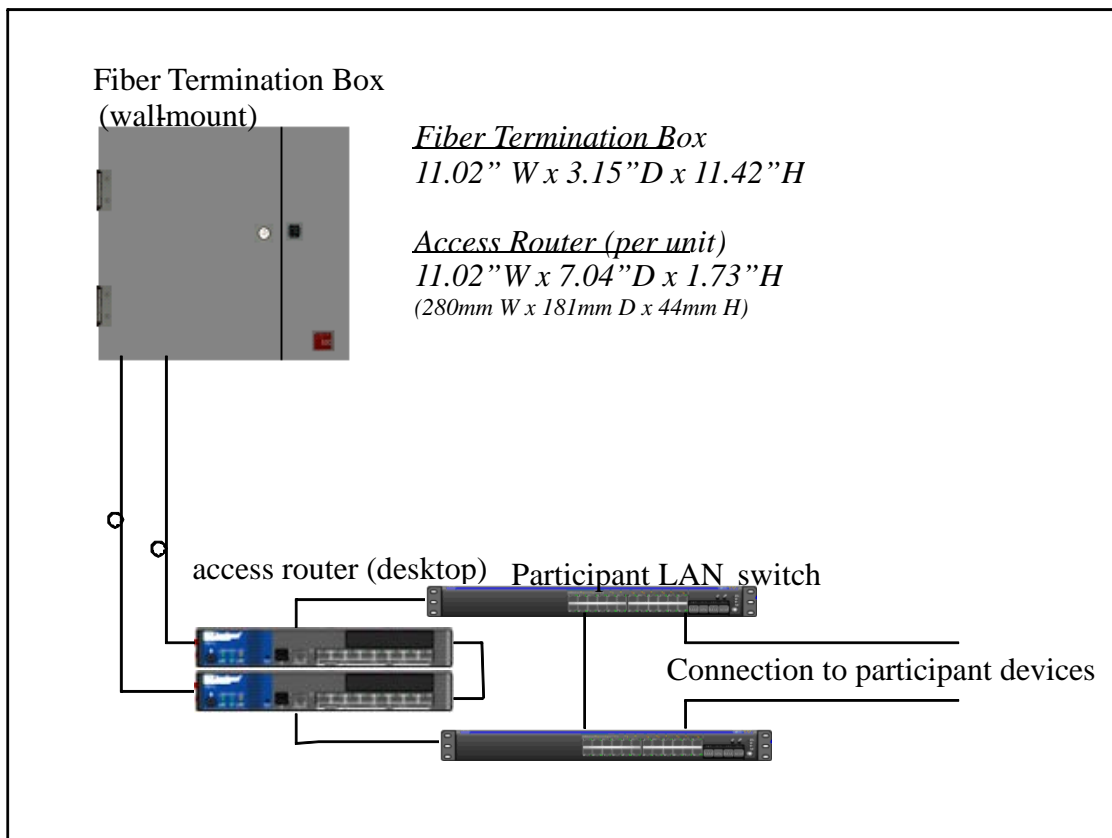 Fiber Termination Box
(wall-mount)
Fiber Termination Box
11.02” W x 3.15”D x 11.42”H
Access Router (per unit)
11.02”W x 7.04”D x 1.73”H
(280mm W x 181mm D x 44mm H)
access router (desktop)
Participant LAN switch
Connection to participant devices